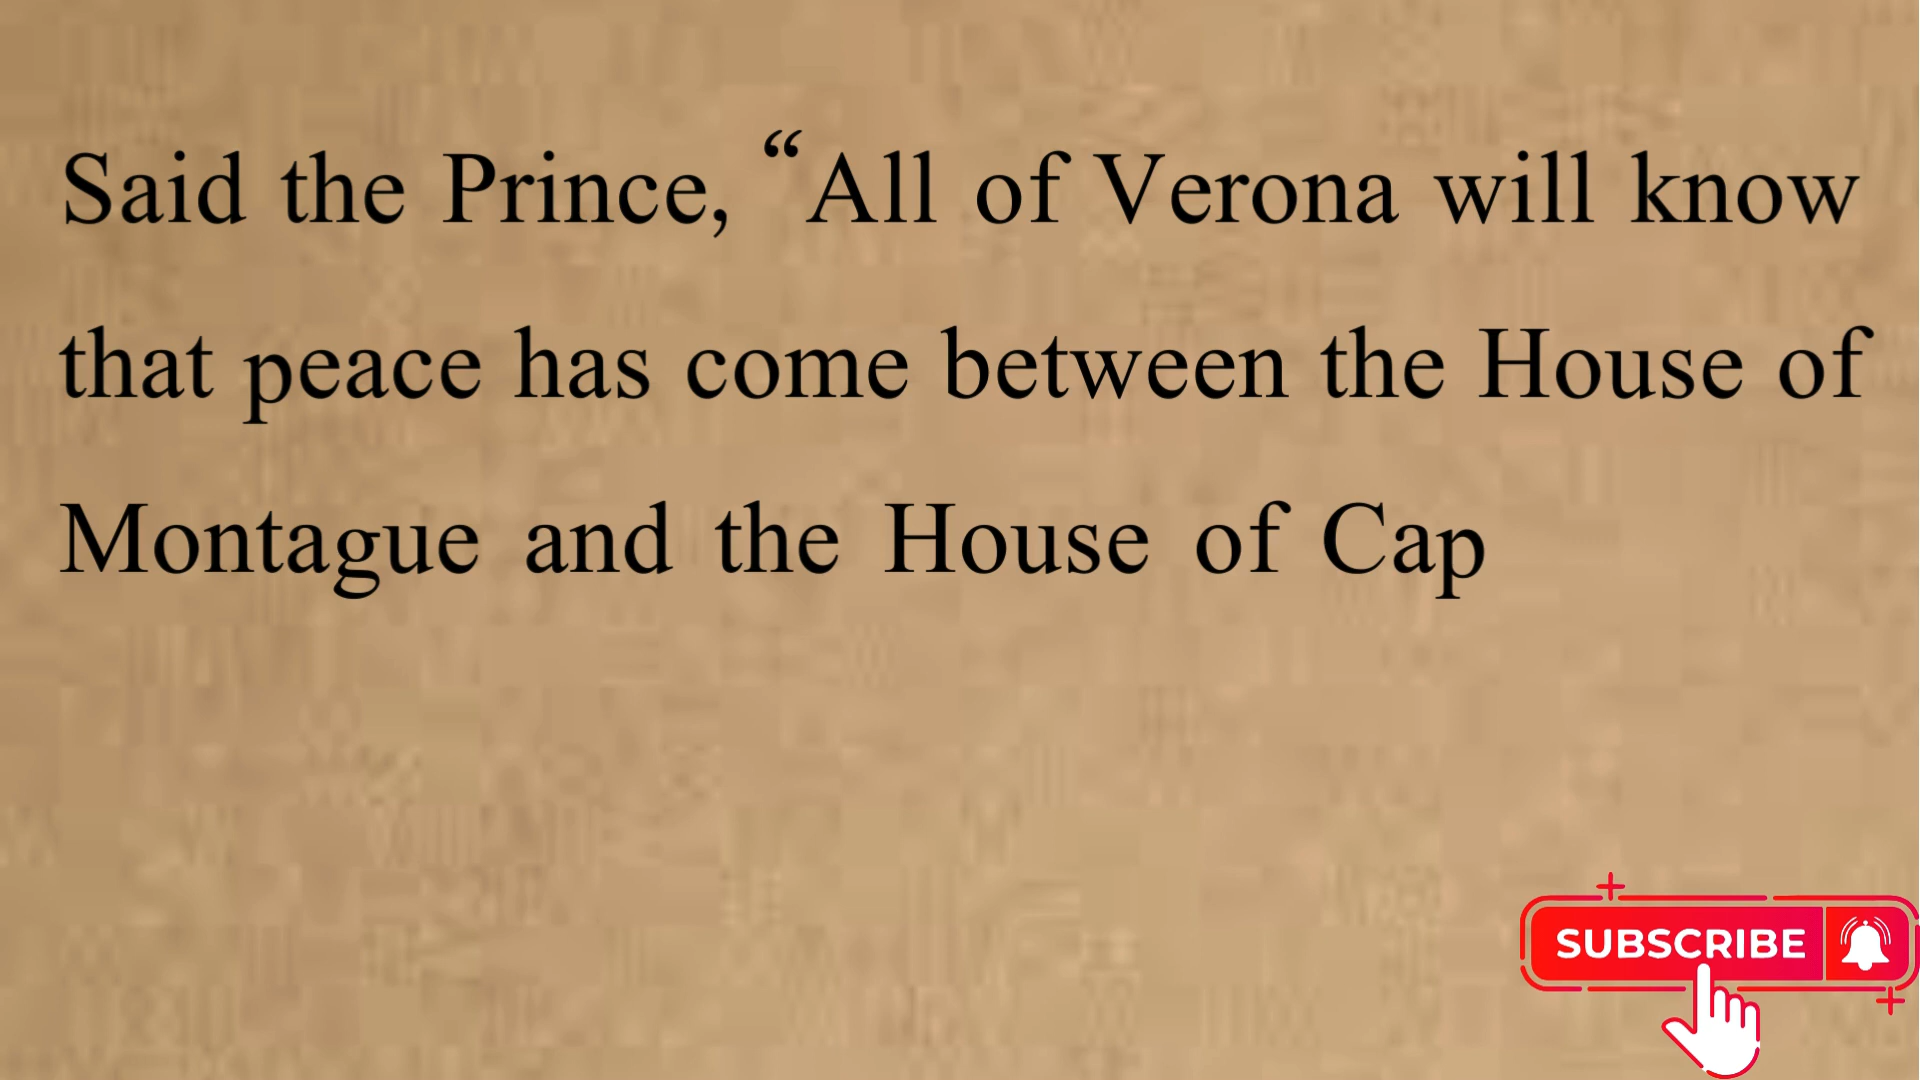 Said the Prince, “All of Verona will know
that peace has come between the House of
Montague and the House of Cap
SUBSCRIBE